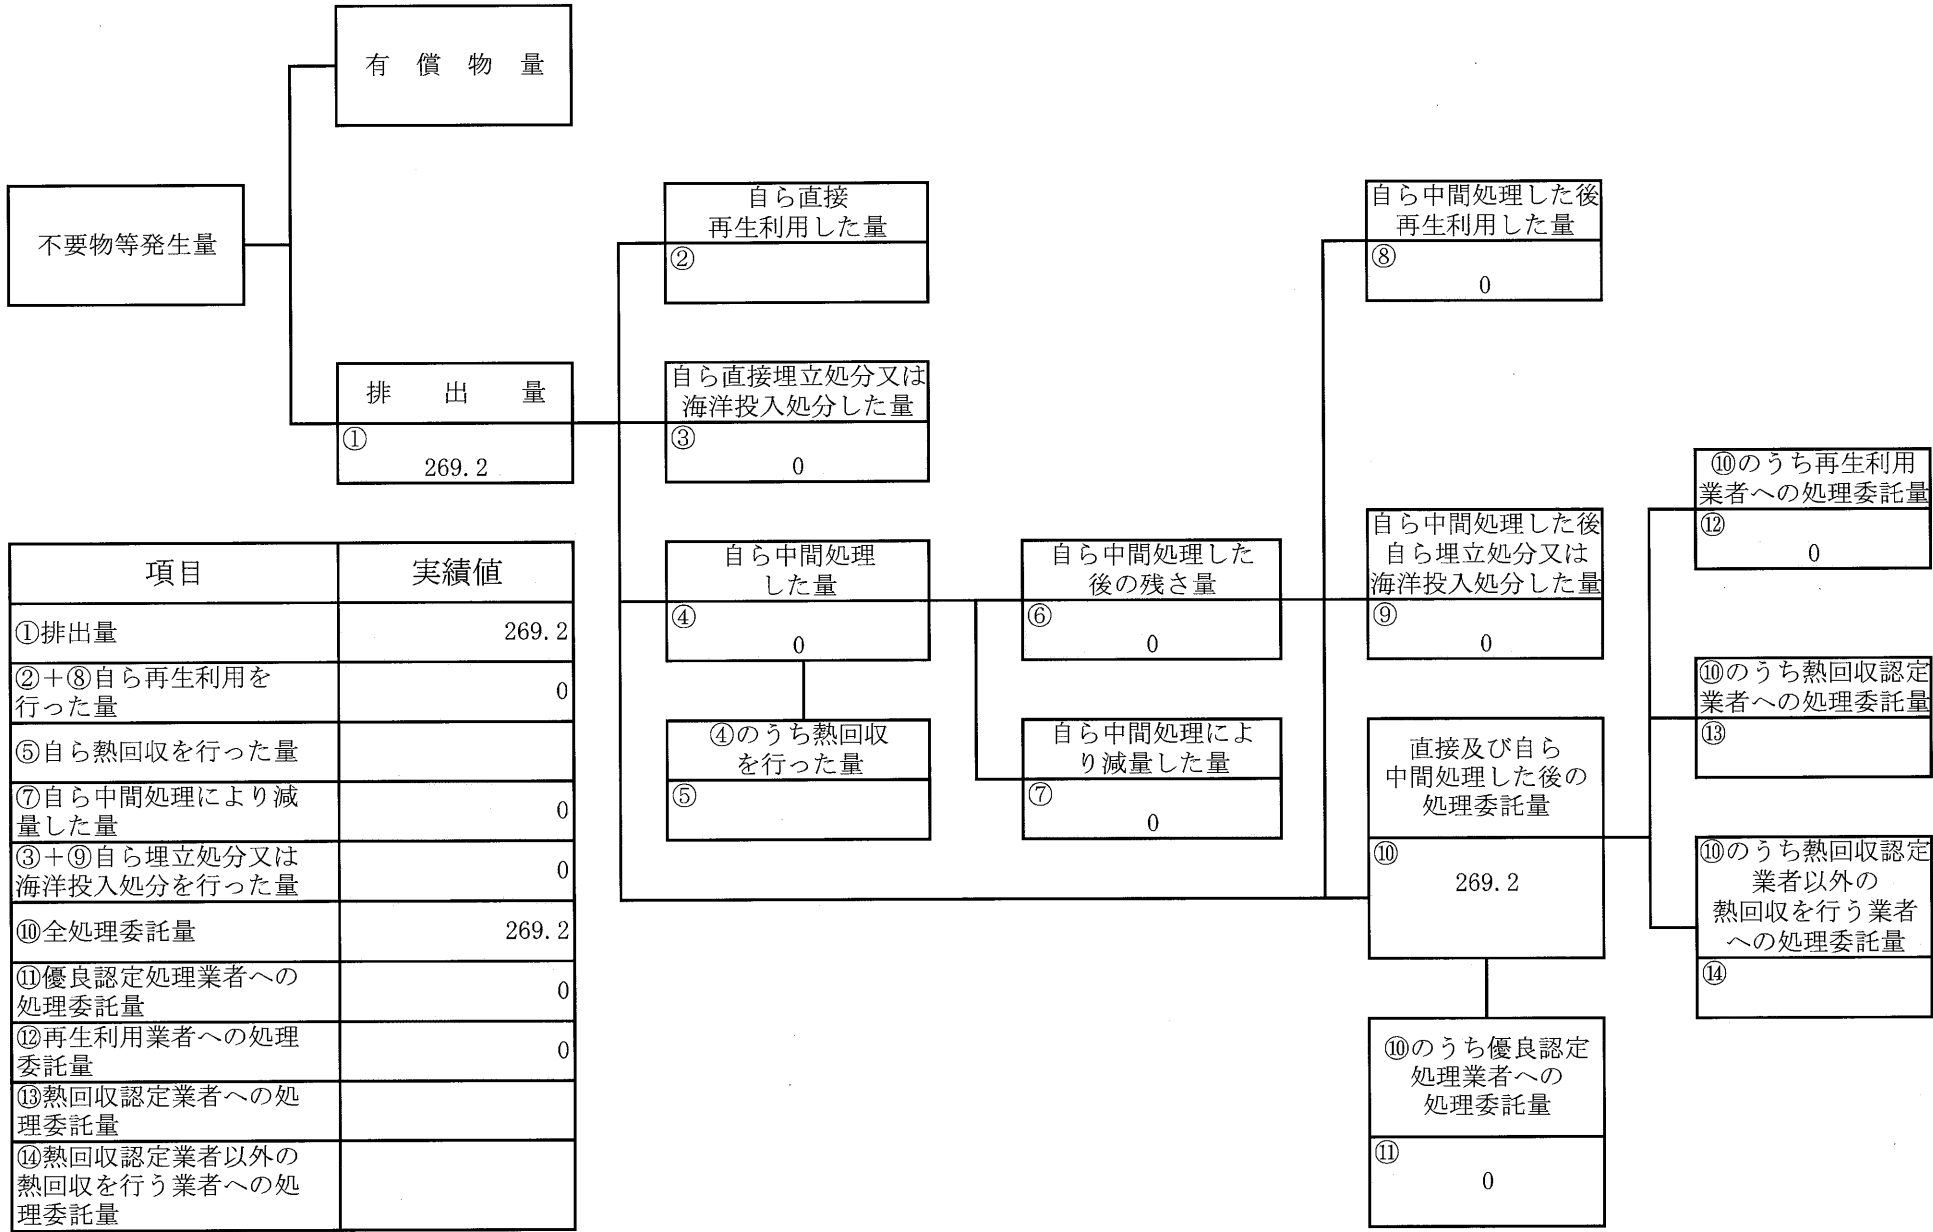 有償物量
不要物等発生量
排出量
①
269.2
自ら直接
再生利用した量
②
自ら直接埋立処分又は
海洋投入処分した量
③
0
自ら中間処理
した量
④
0
④のうち熱回収
を行った量
⑤
自ら中間処理した
後の残さ量
⑥
0
自ら中間処理によ
り減量した量
⑦
0
自ら中間処理した後
再生利用した量
⑧
0
自ら中間処理した後
自ら埋立処分又は
海洋投入処分した量
⑨
0
直接及び自ら
中間処理した後の
処理委託量
⑩
269.2
⑩のうち優良認定
処理業者への
処理委託量
⑪
0
⑩のうち再生利用
業者への処理委託量
⑫
0
⑩のうち熱回収認定
業者への処理委託量
⑬
⑩のうち熱回収認定
業者以外の
熱回収を行う業者
への処理委託量
⑭
項目 実績値
①排出量 269.2
②+⑧自ら再生利用を
行った量 0
⑤自ら熱回収を行った量
⑦自ら中間処理により減
量した量 0
③+⑨自ら埋立処分又は
海洋投入処分を行った量 0
⑩全処理委託量 269.2
⑪優良認定処理業者への
処理委託量 0
⑫再生利用業者への処理
委託量 0
⑬熱回収認定業者への処
理委託量
⑭熱回収認定業者以外の
熱回収を行う業者への処
理委託量